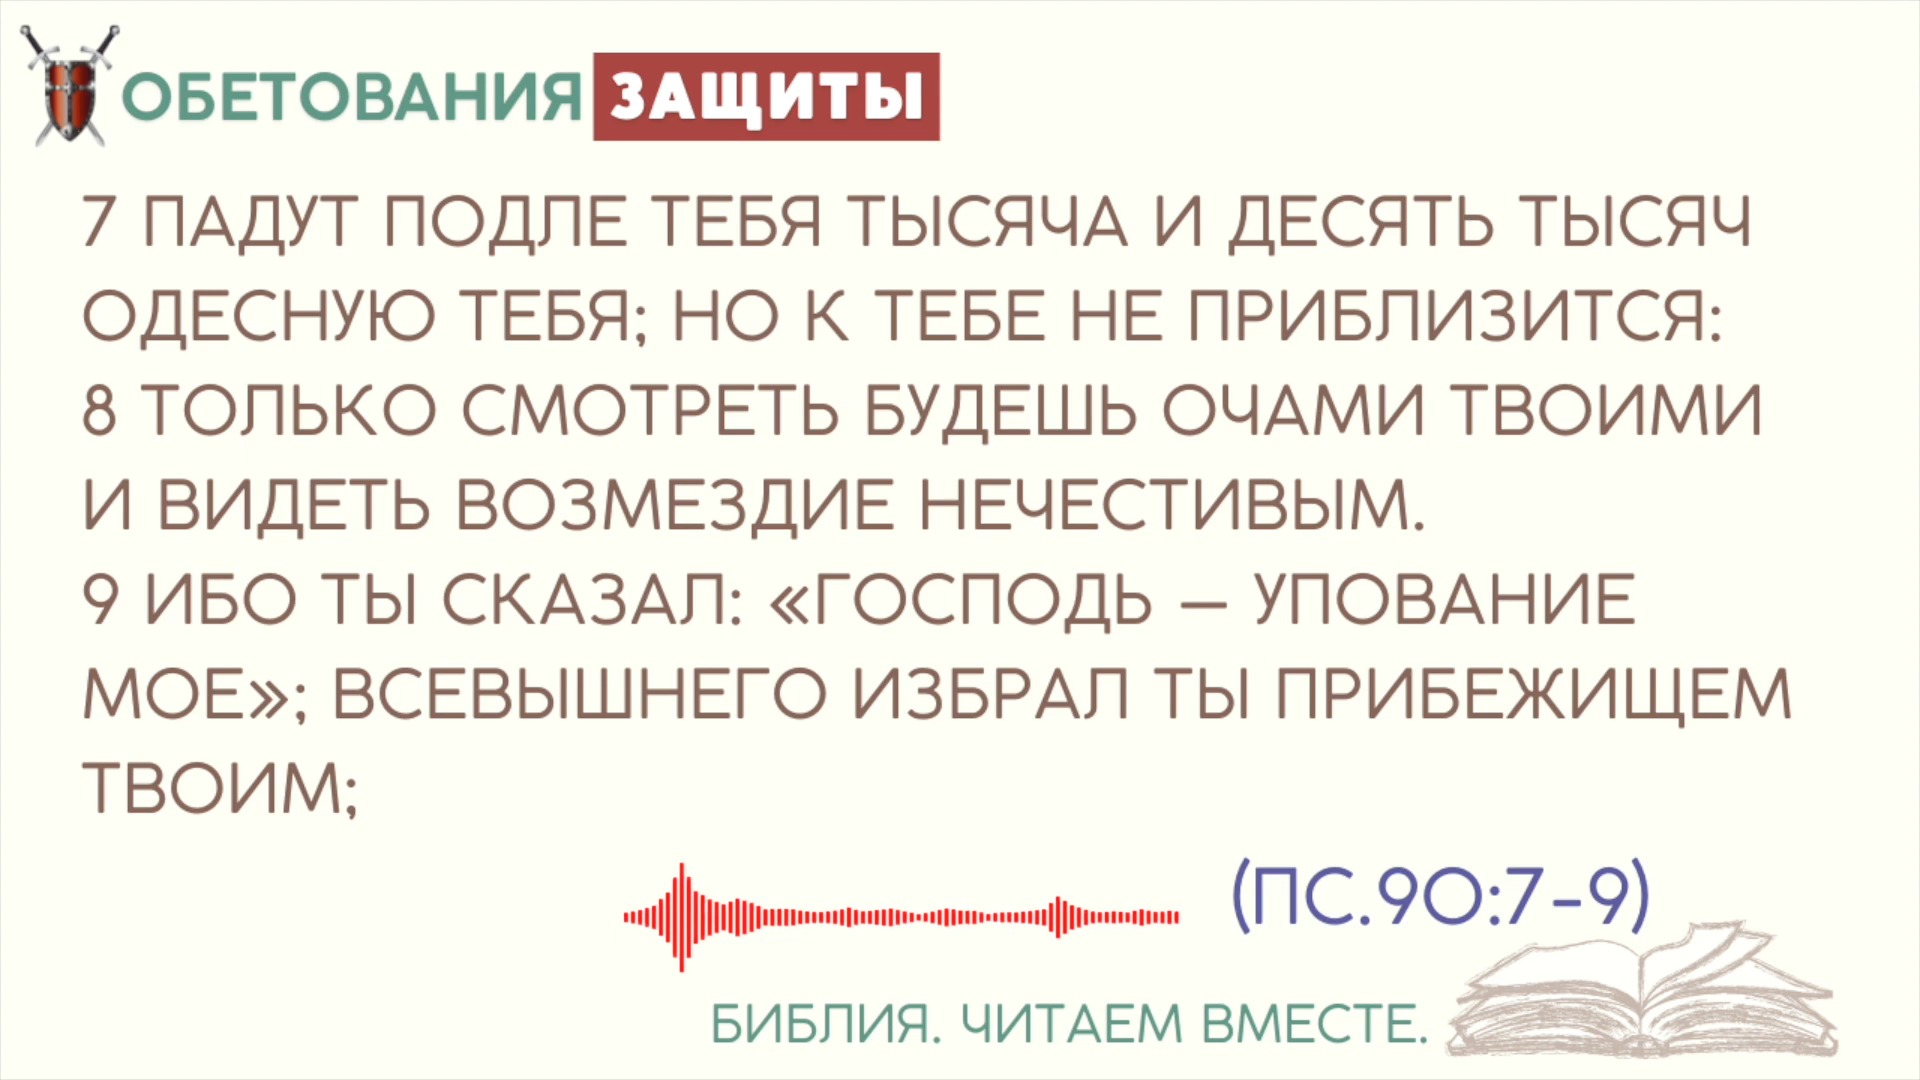 ОБЕТОВАНИЯ ЗАЩИТЫ
7 ПАДУТ ПОДЛЕ ТЕБЯ ТЫСЯЧА И ДЕСЯТЬ ТЫСЯЧ
ОДЕСНУЮ ТЕБЯ; НО К ТЕБЕ НЕ ПРИБЛИЗИТСЯ:
8 ТОЛЬКО СМОТРЕТЬ БУДЕШЬ ОЧАМИ ТВОИМИ
И ВИДЕТЬ ВОЗМЕЗДИЕ НЕЧЕСТИВЫМ.
9 ИБО ТЫ СКАЗАЛ: «ГОСПОДЬ – УПОВАНИЕ
МОЕ»; ВСЕВЫШНЕГО ИЗБРАЛ ТЫ ПРИБЕЖИЩЕМ
ТВОИМ;
(ПС.90:7-9)
БИБЛИЯ. ЧИТАЕМ ВМЕСТЕ.